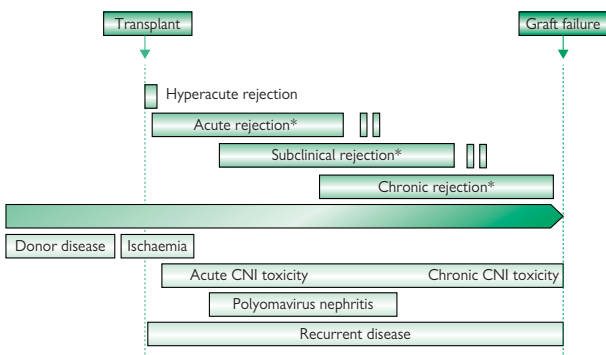 Transplant
Graft failure
Hyperacute rejection
Acute rejection*
Subclinical rejection*
Chronic rejection*
Donor disease
Ischaemia
Acute CNI toxicity
Chronic CNI toxicity
Polyomavirus nephritis
Recurrent disease